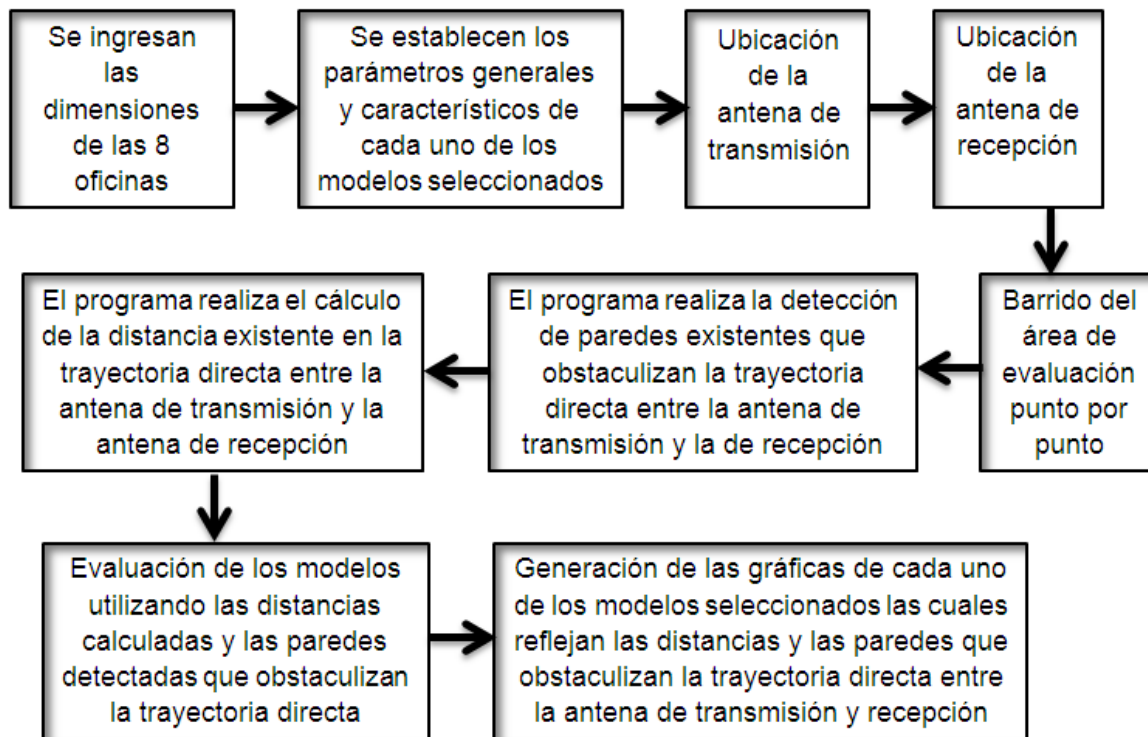 Se ingresan
las
dimensiones
de las 8
oficinas
Se establecen los
parámetros generales
y característicos de
cada uno de los
modelos seleccionados
Ubicación
de la
antena de
transmisión
Ubicación
de la
antena de
recepción
Barrido del
área de
evaluación
punto por
punto
El programa realiza la detección
de paredes existentes que
obstaculizan la trayectoria
directa entre la antena de
transmisión y la de recepción
El programa realiza el cálculo
de la distancia existente en la
trayectoria directa entre la
antena de transmisión y la
antena de recepción
Evaluación de los modelos
utilizando las distancias
calculadas y las paredes
detectadas que obstaculizan
la trayectoria directa
Generación de las gráficas de cada uno
de los modelos seleccionados las cuales
reflejan las distancias y las paredes que
obstaculizan la trayectoria directa entre
la antena de transmisión y recepción